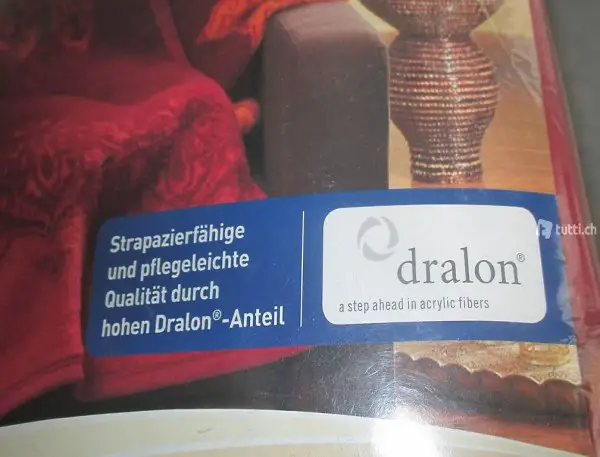 Strapazierfähige
und pflegeleichte
Qualität durch
hohen Dralon®-Anteil
dralon®
a step ahead in acrylic fibers
tutti.ch